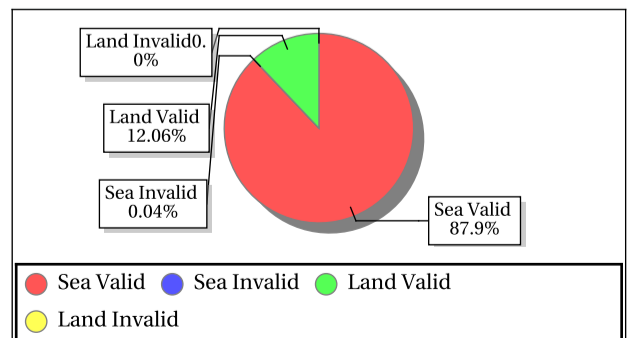 Land Invalid0.
0%
Land Valid
12.06%
Sea Invalid
0.04%
Sea Valid
87.9%
Sea Valid Sea Invalid Land Valid
Land Invalid